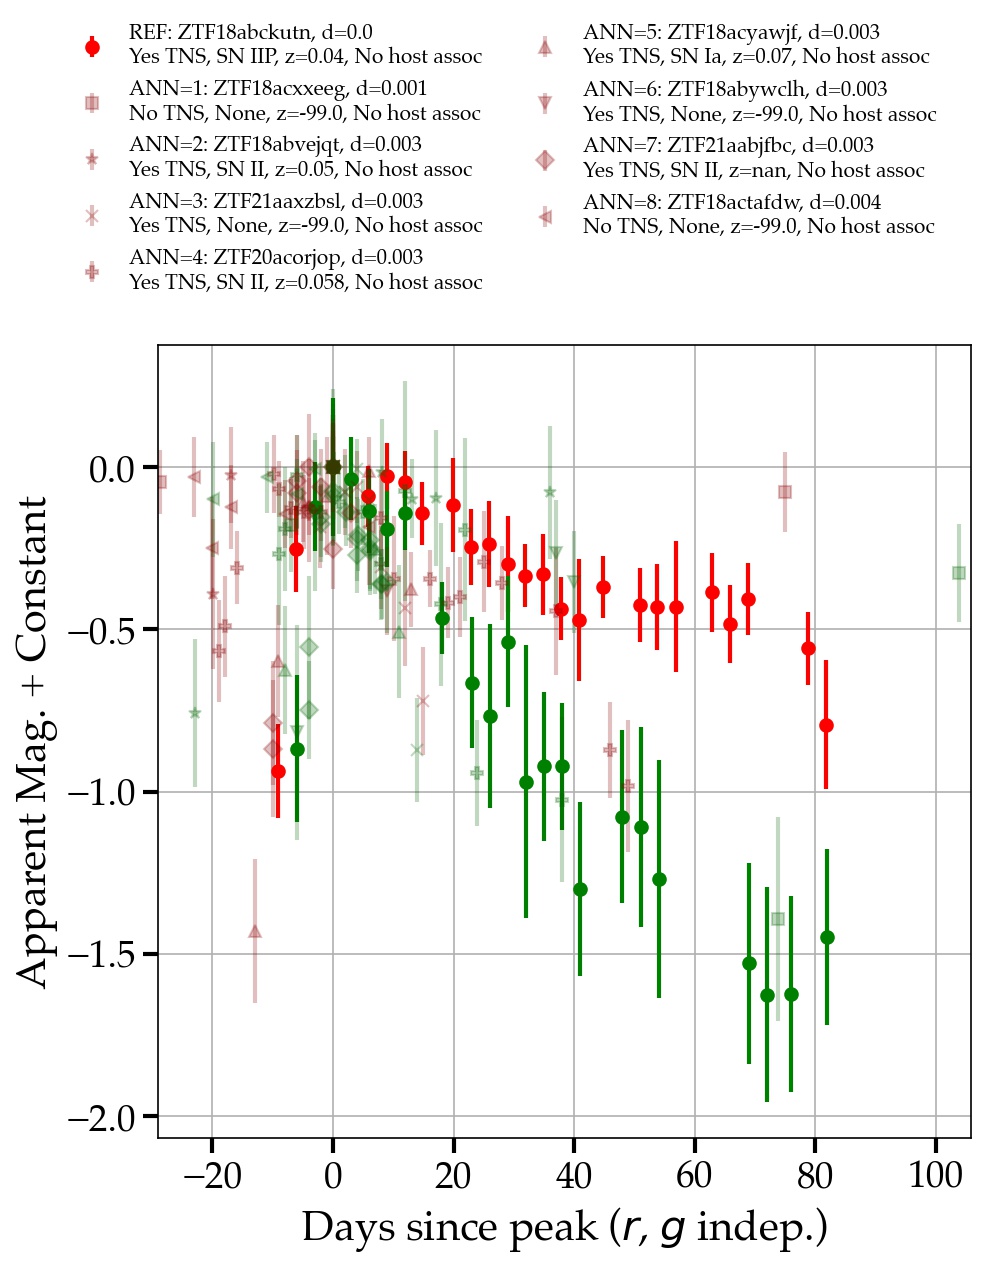 REF: ZTF18abckutn, d=0.0
Yes TNS, SN IIP, z=0.04, No host assoc
ANN=1: ZTF18acxxeeg, d=0.001
No TNS, None, z=-99.0, No host assoc
ANN=2: ZTF18abvejqt, d=0.003
Yes TNS, SN II, z=0.05, No host assoc
ANN=3: ZTF21aaxzbsl, d=0.003
Yes TNS, None, z=-99.0, No host assoc
ANN=4: ZTF20acorjop, d=0.003
Yes TNS, SN II, z=0.058, No host assoc
ANN=5: ZTF18acyawjf, d=0.003
Yes TNS, SN Ia, z=0.07, No host assoc
ANN=6: ZTF18abywclh, d=0.003
Yes TNS, None, z=-99.0, No host assoc
ANN=7: ZTF21aabjfbc, d=0.003
Yes TNS, SN II, z=nan, No host assoc
ANN=8: ZTF18actafdw, d=0.004
No TNS, None, z=-99.0, No host assoc
Apparent Mag. + Constant
0.0
−0.5
−1.0
−1.5
−2.0
−20 0 20 40 60 80 100
Days since peak (r, g indep.)